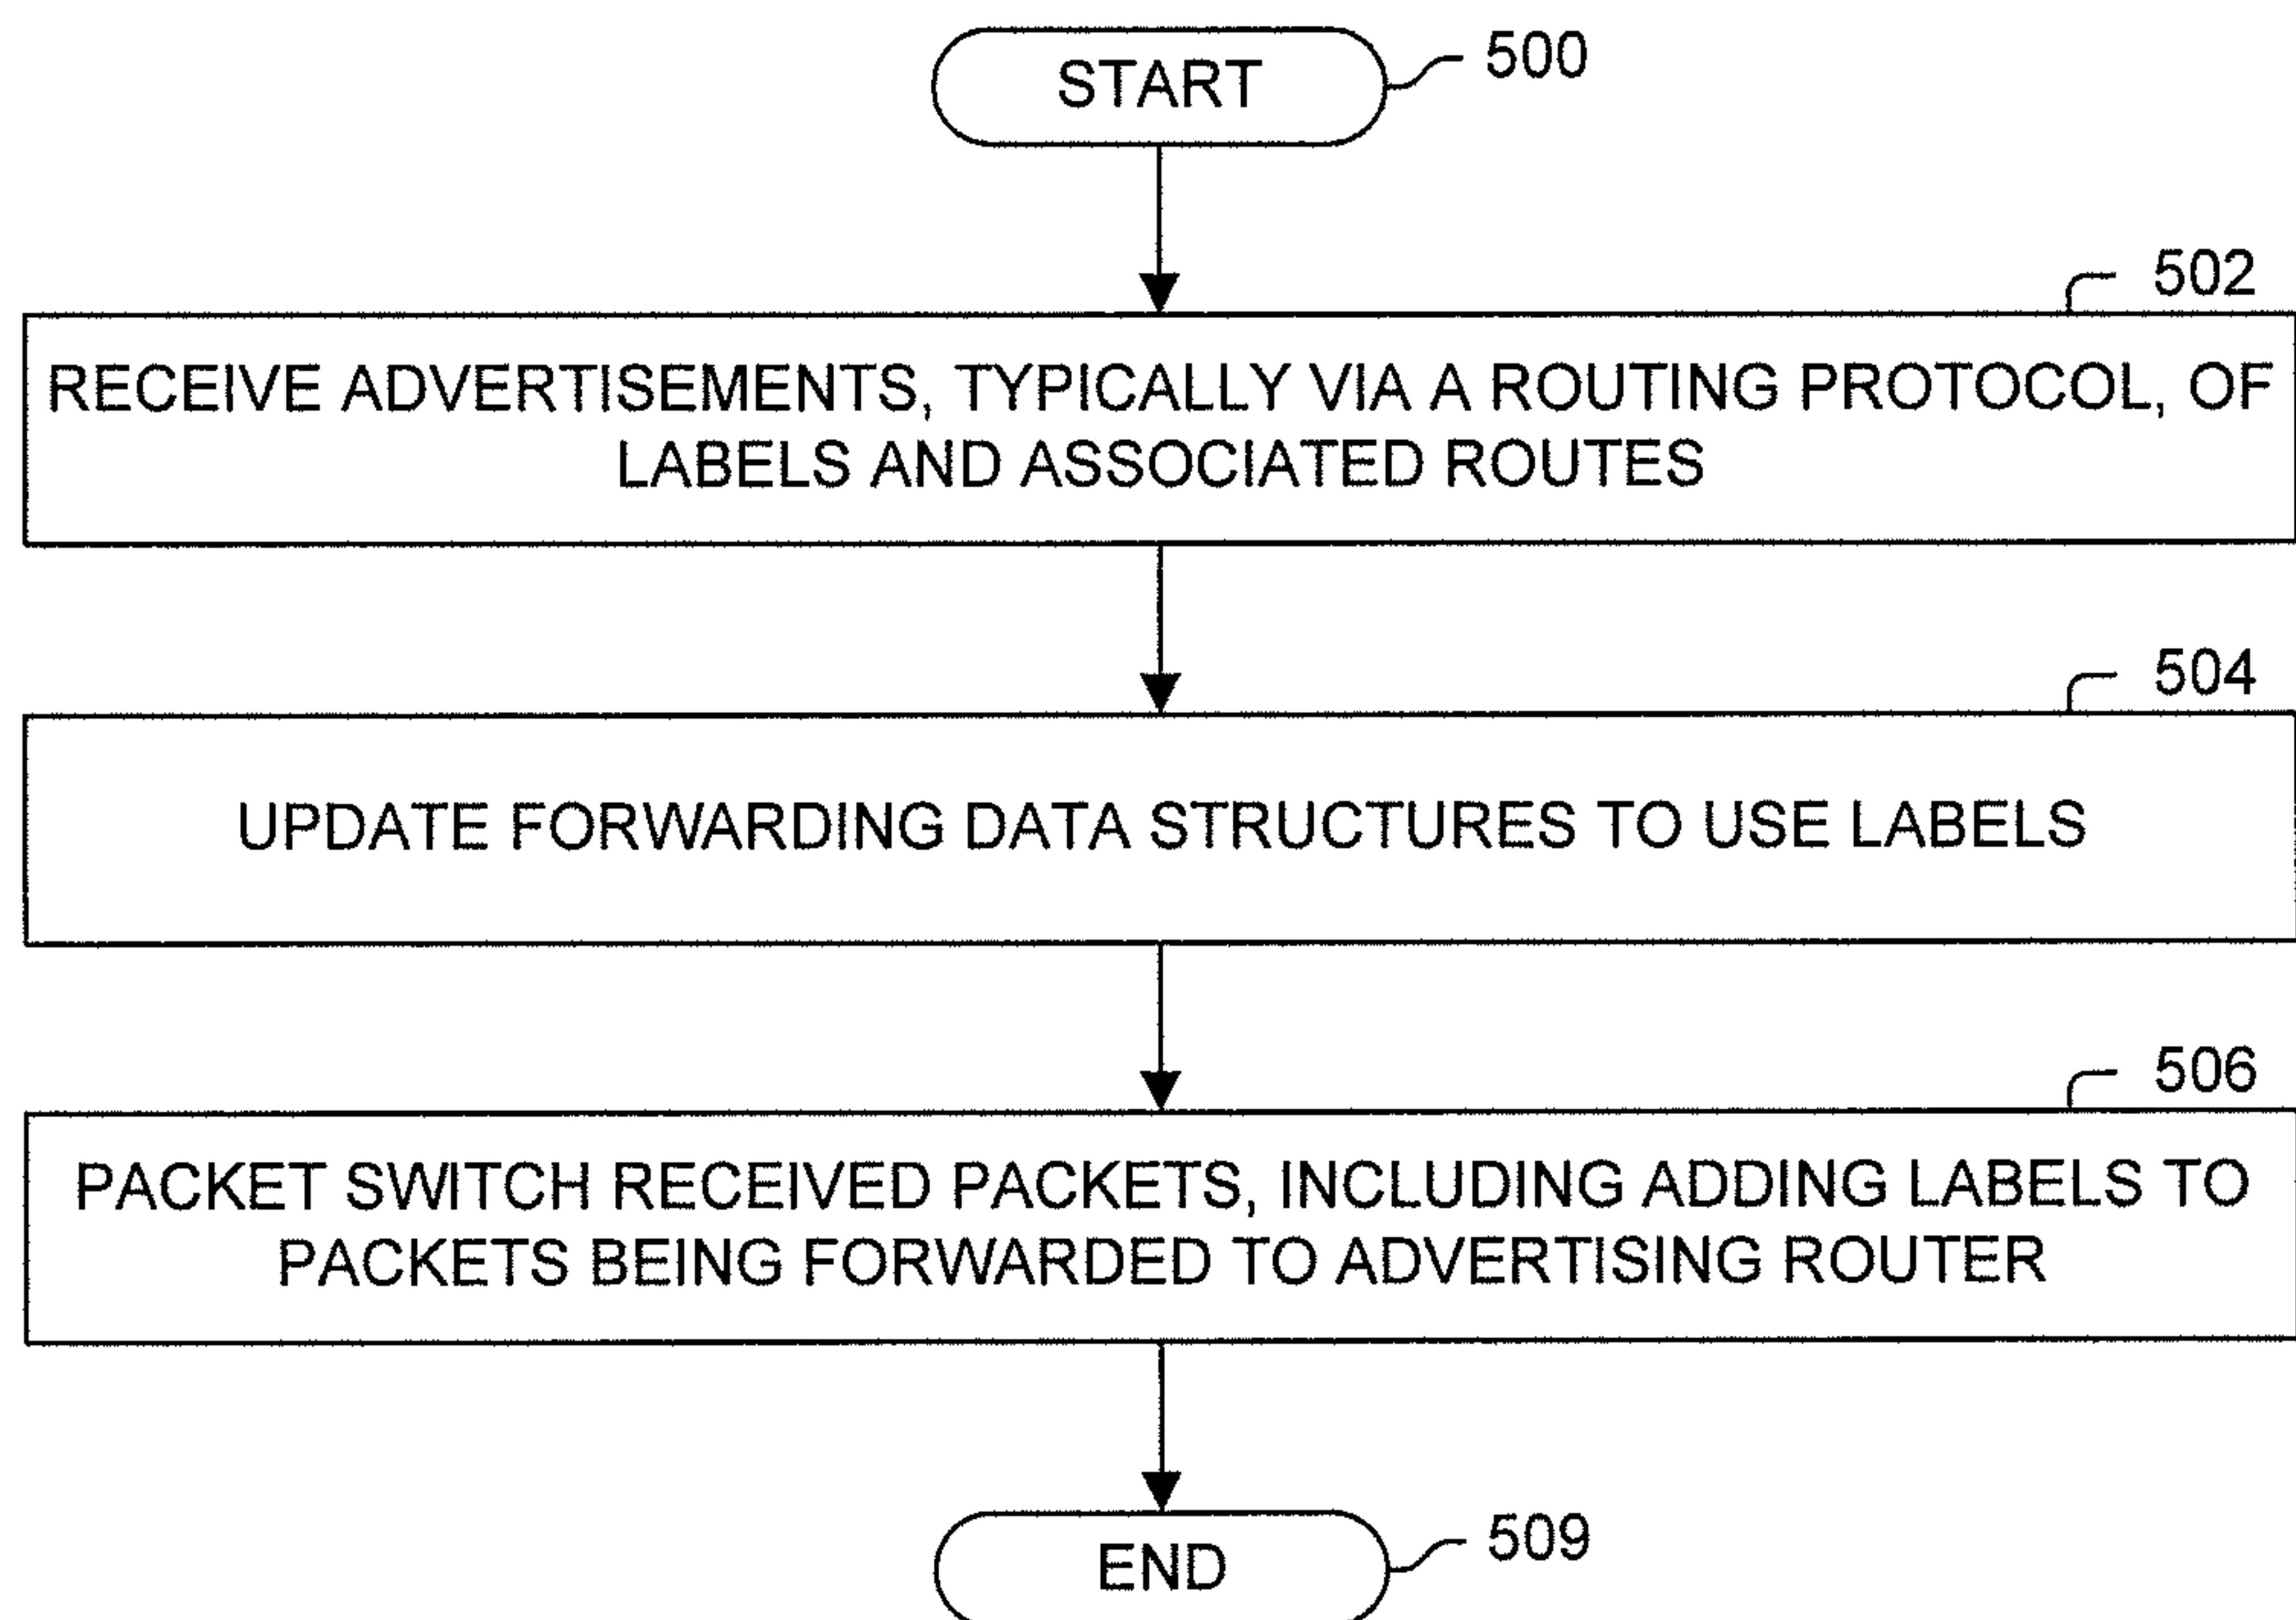 START
500
502
RECEIVE ADVERTISEMENTS, TYPICALLY VIA A ROUTING PROTOCOL, OF
LABELS AND ASSOCIATED ROUTES
504
UPDATE FORWARDING DATA STRUCTURES TO USE LABELS
506
PACKET SWITCH RECEIVED PACKETS, INCLUDING ADDING LABELS TO
PACKETS BEING FORWARDED TO ADVERTISING ROUTER
END
509